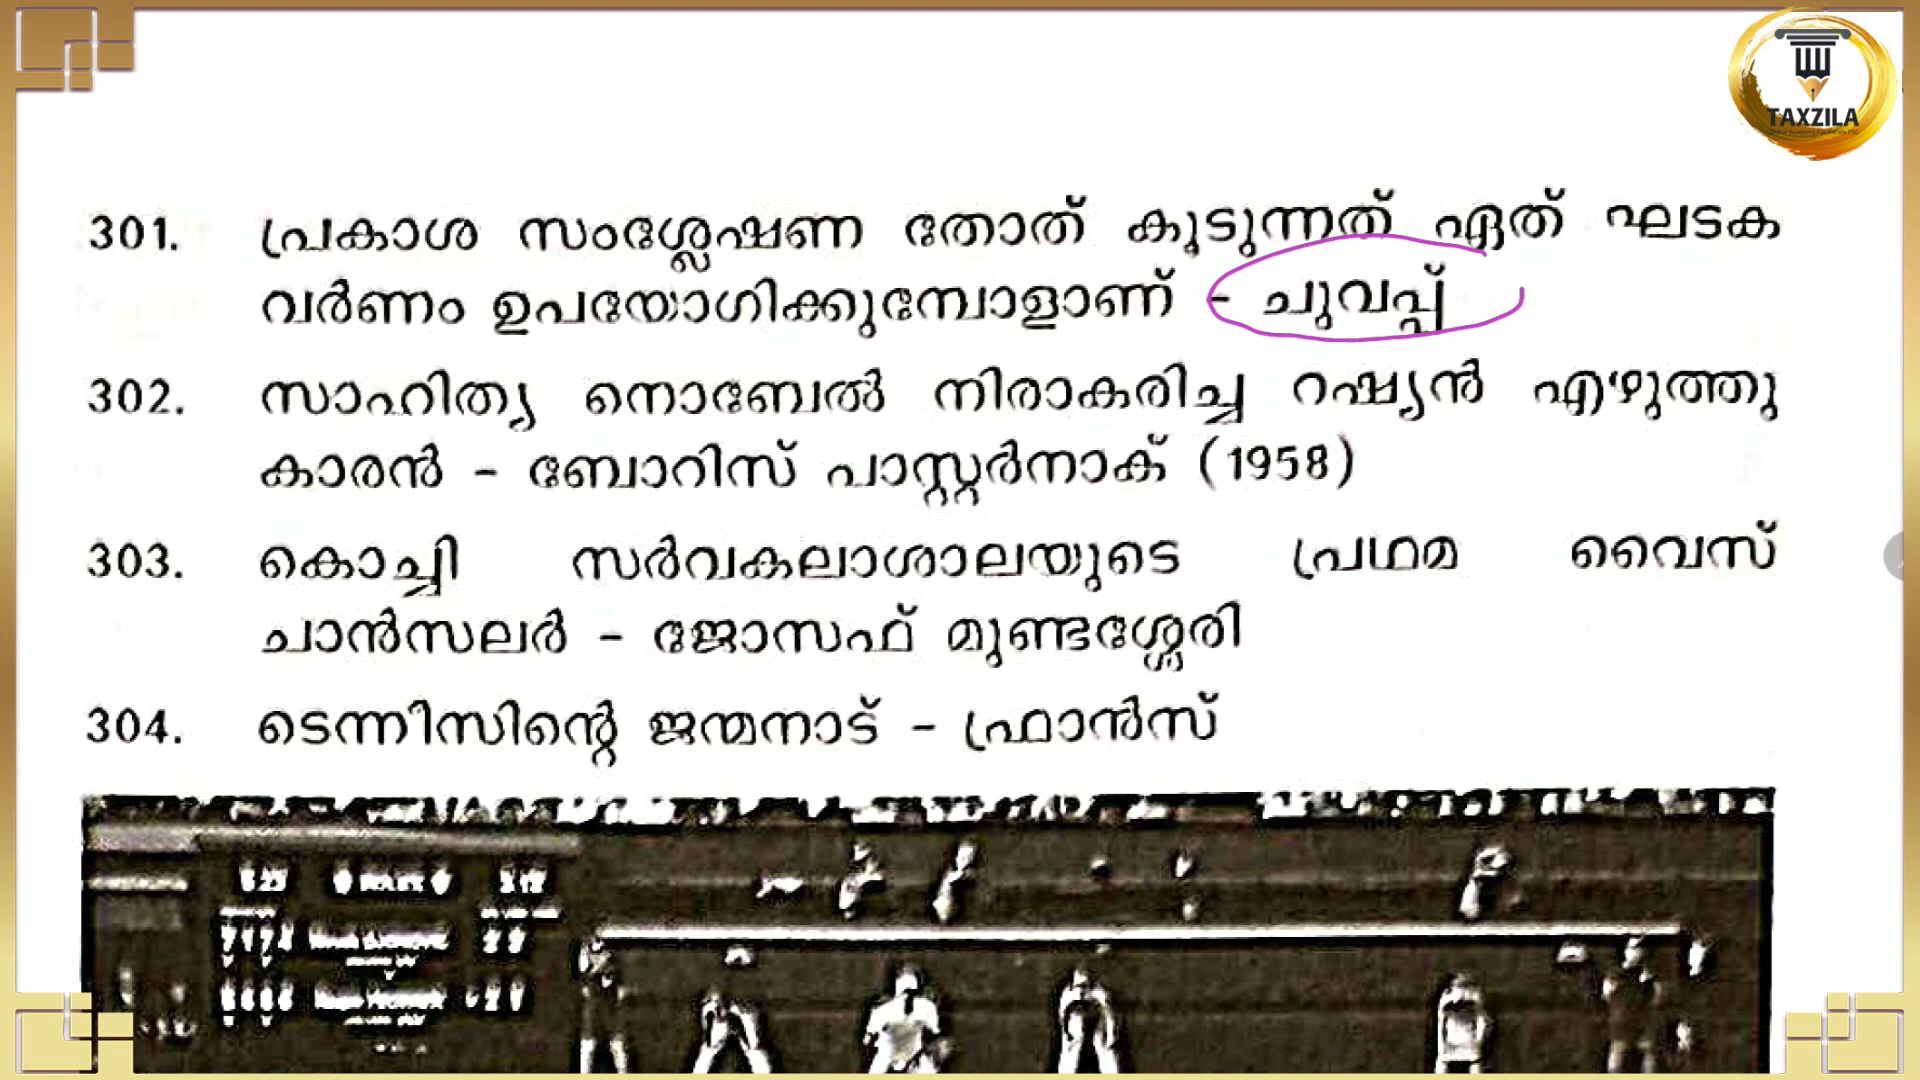 TAXZILA
301. പ്രകാശ സംശ്ലേഷണ തോത് കൂടുന്നത് ഏത് ഘടക
വർണം ഉപയോഗിക്കുമ്പോളാണ് - ചുവപ്പ്
302. സാഹിത്യ നൊബേൽ നിരാകരിച്ച റഷ്യൻ എഴുത്തു
കാരൻ - ബോറിസ് പാസ്റ്റർനാക് (1958)
303. കൊച്ചി സർവകലാശാലയുടെ പ്രഥമ വൈസ്
ചാൻസലർ - ജോസഫ് മുണ്ടശ്ശേരി
304. ടെന്നീസിന്റെ ജന്മനാട് - ഫ്രാൻസ്